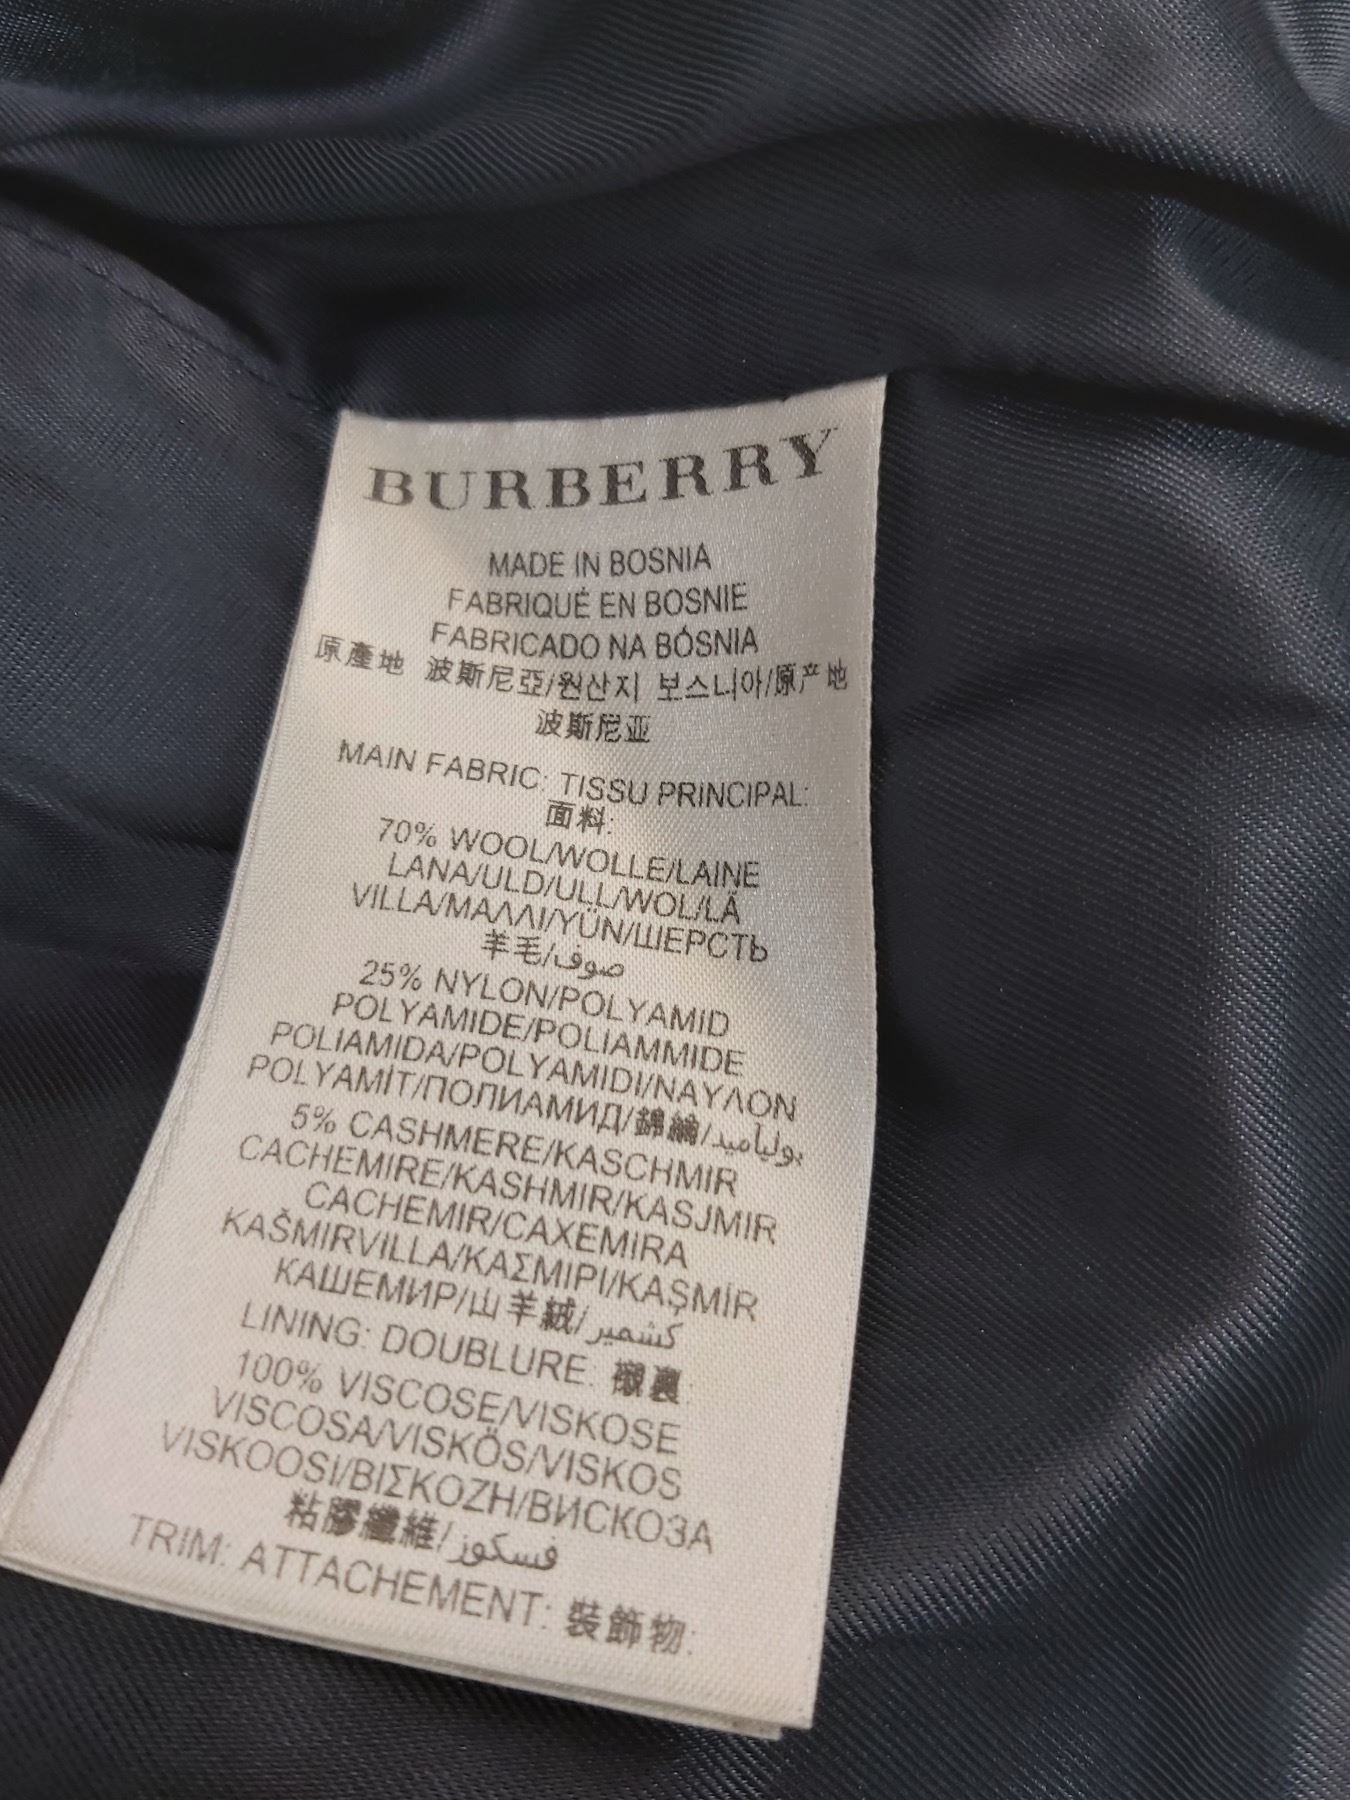 BURBERRY
MADE IN BOSNIA
FABRIQUÉ EN BOSNIE
FABRICADO NA BÓSNIA
原產地 波斯尼亞/원산지 보스니아/原产地
波斯尼亚
MAIN FABRIC: TISSU PRINCIPAL:
面料:
70% WOOL/WOLLE/LAINE
LANA/ULD/ULL/WOL/LÃ
VILLA/ΜΑΛΛΙ/YÜN/ШЕРСТЬ
羊毛/صوف
25% NYLON/POLYAMID
POLYAMIDE/POLIAMMIDE
POLIAMIDA/POLYAMIDI/ΝΑΥΛΟΝ
POLYAMİT/ПОЛИАМИД/錦綸/بولياميد
5% CASHMERE/KASCHMIR
CACHEMIRE/KASHMIR/KASJMIR
CACHEMIR/CAXEMIRA
KAŠMIRVILLA/ΚΑΣΜΙΡΙ/KAŞMİR
КАШЕМИР/山羊絨/كشمير
LINING: DOUBLURE: 襯裏:
100% VISCOSE/VISKOSE
VISCOSA/VISKÖS/VISKOS
VISKOOSI/ΒΙΣΚΟΖΗ/ВИСКОЗА
粘膠纖維/فسكوز
TRIM: ATTACHEMENT: 裝飾物: